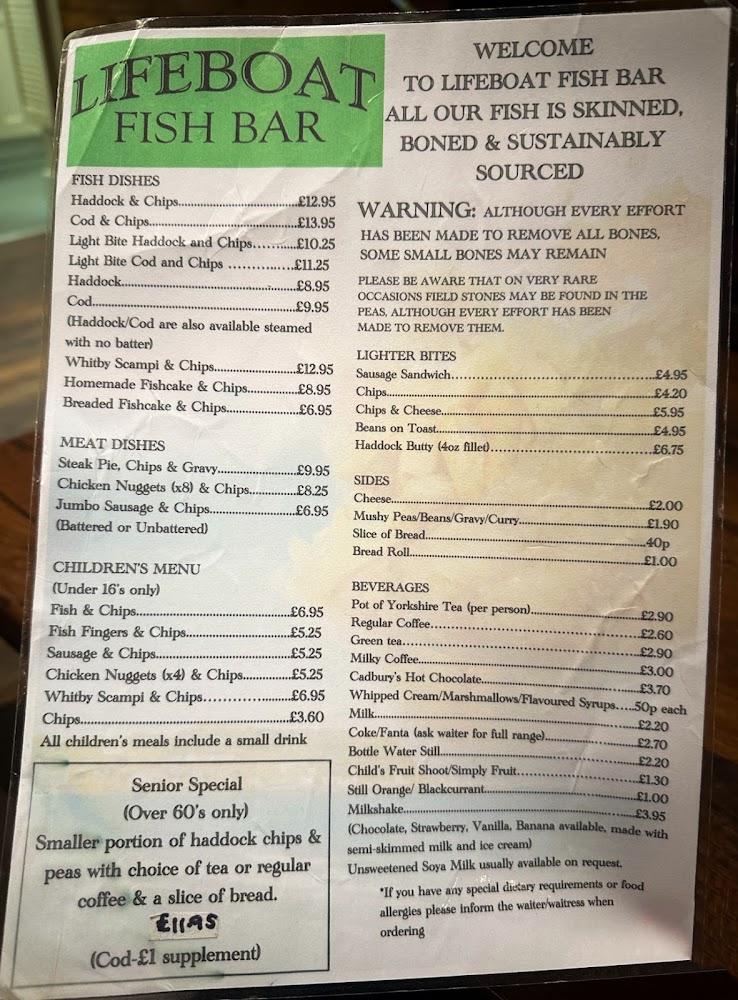 LIFEBOAT
FISH BAR
FISH DISHES
Haddock & Chips.....£12.95
Cod & Chips.....£13.95
Light Bite Haddock and Chips.....£10.25
Light Bite Cod and Chips .....£11.25
Haddock.....£8.95
Cod.....£9.95
(Haddock/Cod are also available steamed
with no batter)
Whitby Scampi & Chips.....£12.95
Homemade Fishcake & Chips.....£8.95
Breaded Fishcake & Chips.....£6.95
MEAT DISHES
Steak Pie, Chips & Gravy.....£9.95
Chicken Nuggets (x8) & Chips.....£8.25
Jumbo Sausage & Chips.....£6.95
(Battered or Unbattered)
CHILDREN'S MENU
(Under 16's only)
Fish & Chips.....£6.95
Fish Fingers & Chips.....£5.25
Sausage & Chips.....£5.25
Chicken Nuggets (x4) & Chips.....£5.25
Whitby Scampi & Chips.....£6.95
Chips.....£3.60
All children's meals include a small drink
Senior Special
(Over 60's only)
Smaller portion of haddock chips &
peas with choice of tea or regular
coffee & a slice of bread.
£11.95
(Cod-£1 supplement)
WELCOME
TO LIFEBOAT FISH BAR
ALL OUR FISH IS SKINNED,
BONED & SUSTAINABLY
SOURCED
WARNING: ALTHOUGH EVERY EFFORT
HAS BEEN MADE TO REMOVE ALL BONES,
SOME SMALL BONES MAY REMAIN
PLEASE BE AWARE THAT ON VERY RARE
OCCASIONS FIELD STONES MAY BE FOUND IN THE
PEAS, ALTHOUGH EVERY EFFORT HAS BEEN
MADE TO REMOVE THEM.
LIGHTER BITES
Sausage Sandwich.....£4.95
Chips.....£4.20
Chips & Cheese.....£5.95
Beans on Toast.....£4.95
Haddock Butty (4oz fillet).....£6.75
SIDES
Cheese.....£2.00
Mushy Peas/Beans/Gravy/Curry.....£1.90
Slice of Bread.....40p
Bread Roll.....£1.00
BEVERAGES
Pot of Yorkshire Tea (per person).....£2.90
Regular Coffee.....£2.60
Green tea.....£2.90
Milky Coffee.....£3.00
Cadbury's Hot Chocolate.....£3.70
Whipped Cream/Marshmallows/Flavoured Syrups.....50p each
Milk.....£2.20
Coke/Fanta (ask waiter for full range).....£2.70
Bottle Water Still.....£2.20
Child's Fruit Shoot/Simply Fruit.....£1.30
Still Orange/ Blackcurrant.....£1.00
Milkshake.....£3.95
(Chocolate, Strawberry, Vanilla, Banana available, made with
semi-skimmed milk and ice cream)
Unsweetened Soya Milk usually available on request.
*If you have any special dietary requirements or food
allergies please inform the waiter/waitress when
ordering